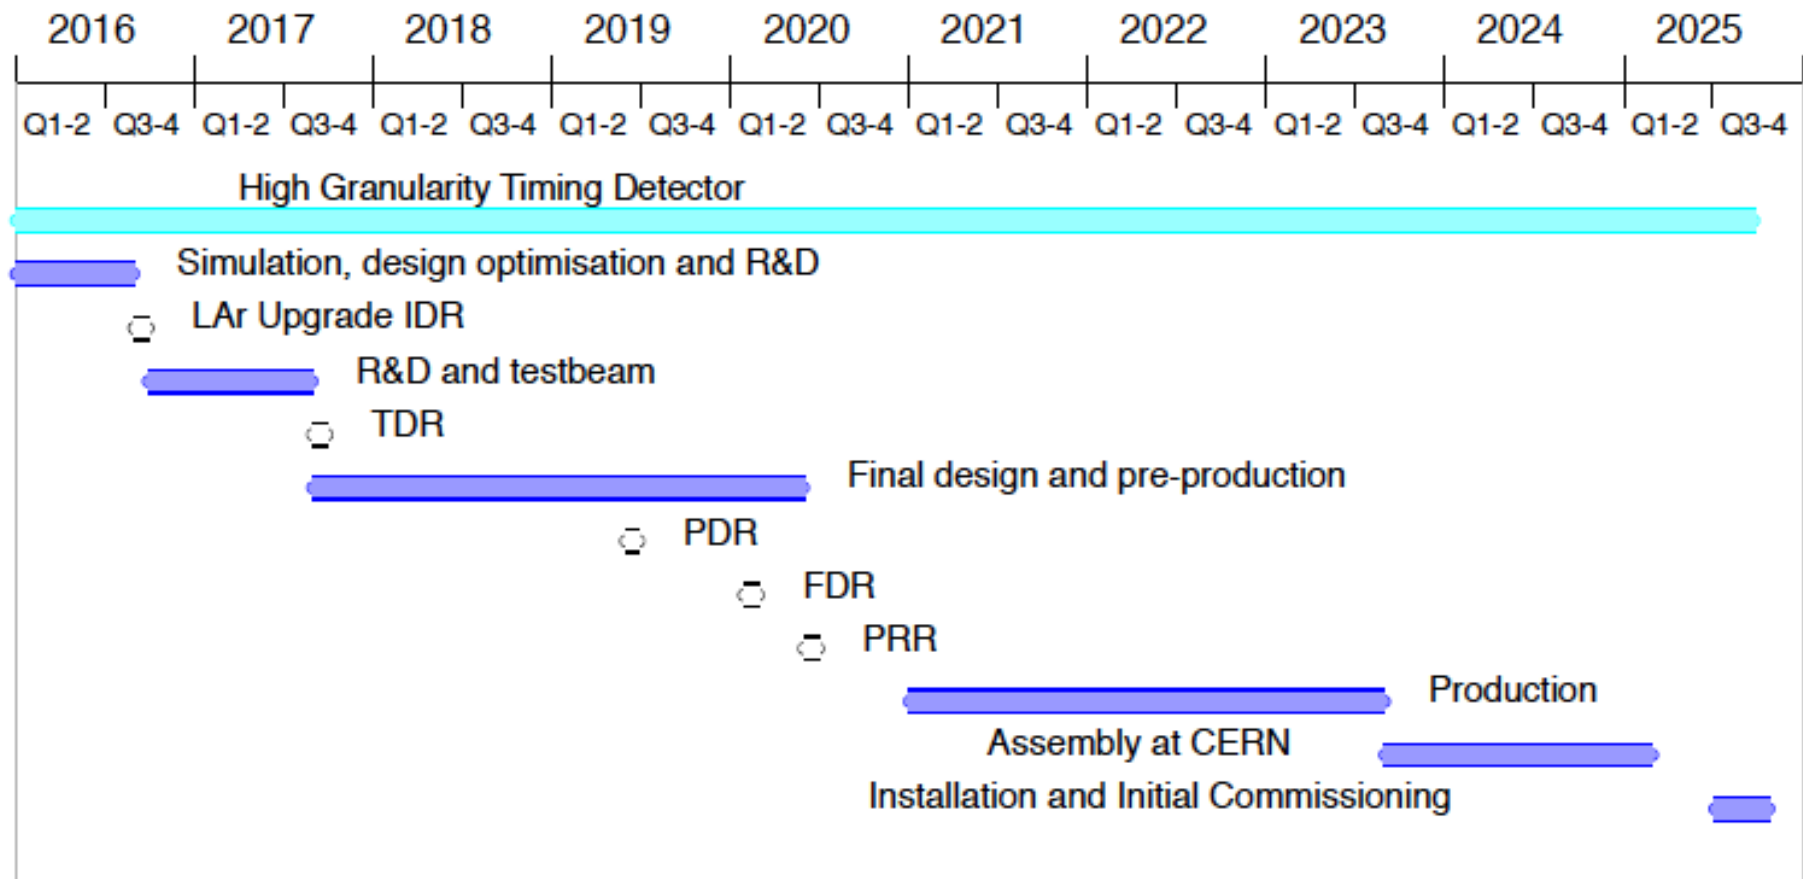 2016 2017 2018 2019 2020 2021 2022 2023 2024 2025
Q1-2 Q3-4 Q1-2 Q3-4 Q1-2 Q3-4 Q1-2 Q3-4 Q1-2 Q3-4 Q1-2 Q3-4 Q1-2 Q3-4 Q1-2 Q3-4 Q1-2 Q3-4 Q1-2 Q3-4
High Granularity Timing Detector
Simulation, design optimisation and R&D
LAr Upgrade IDR
R&D and testbeam
TDR
Final design and pre-production
PDR
FDR
PRR
Production
Assembly at CERN
Installation and Initial Commissioning